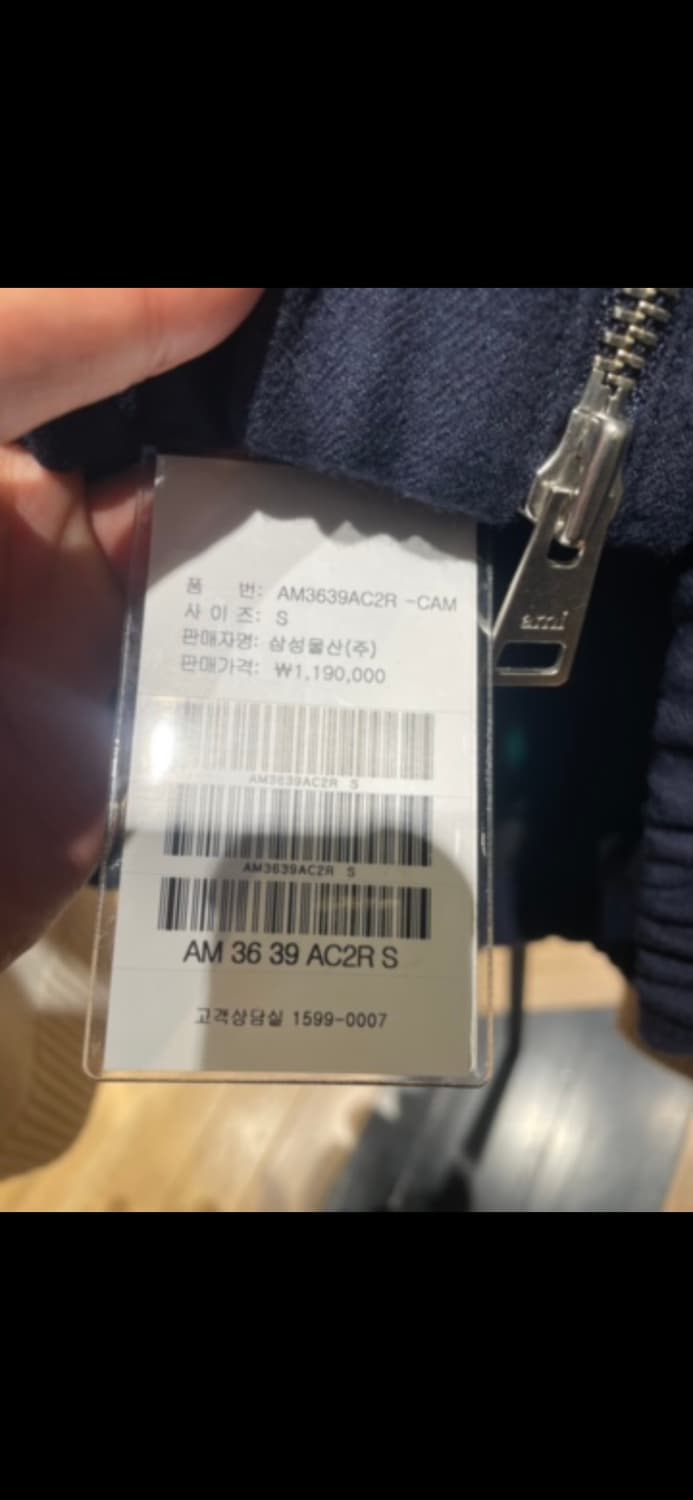 품 번: AM3639AC2R -CAM
사 이 즈: S
판매자명: 삼성물산(주)
판매가격: ₩1,190,000
AM3639AC2R S
AM3639AC2R S
AM 36 39 AC2R S
고객상담실 1599-0007
ami